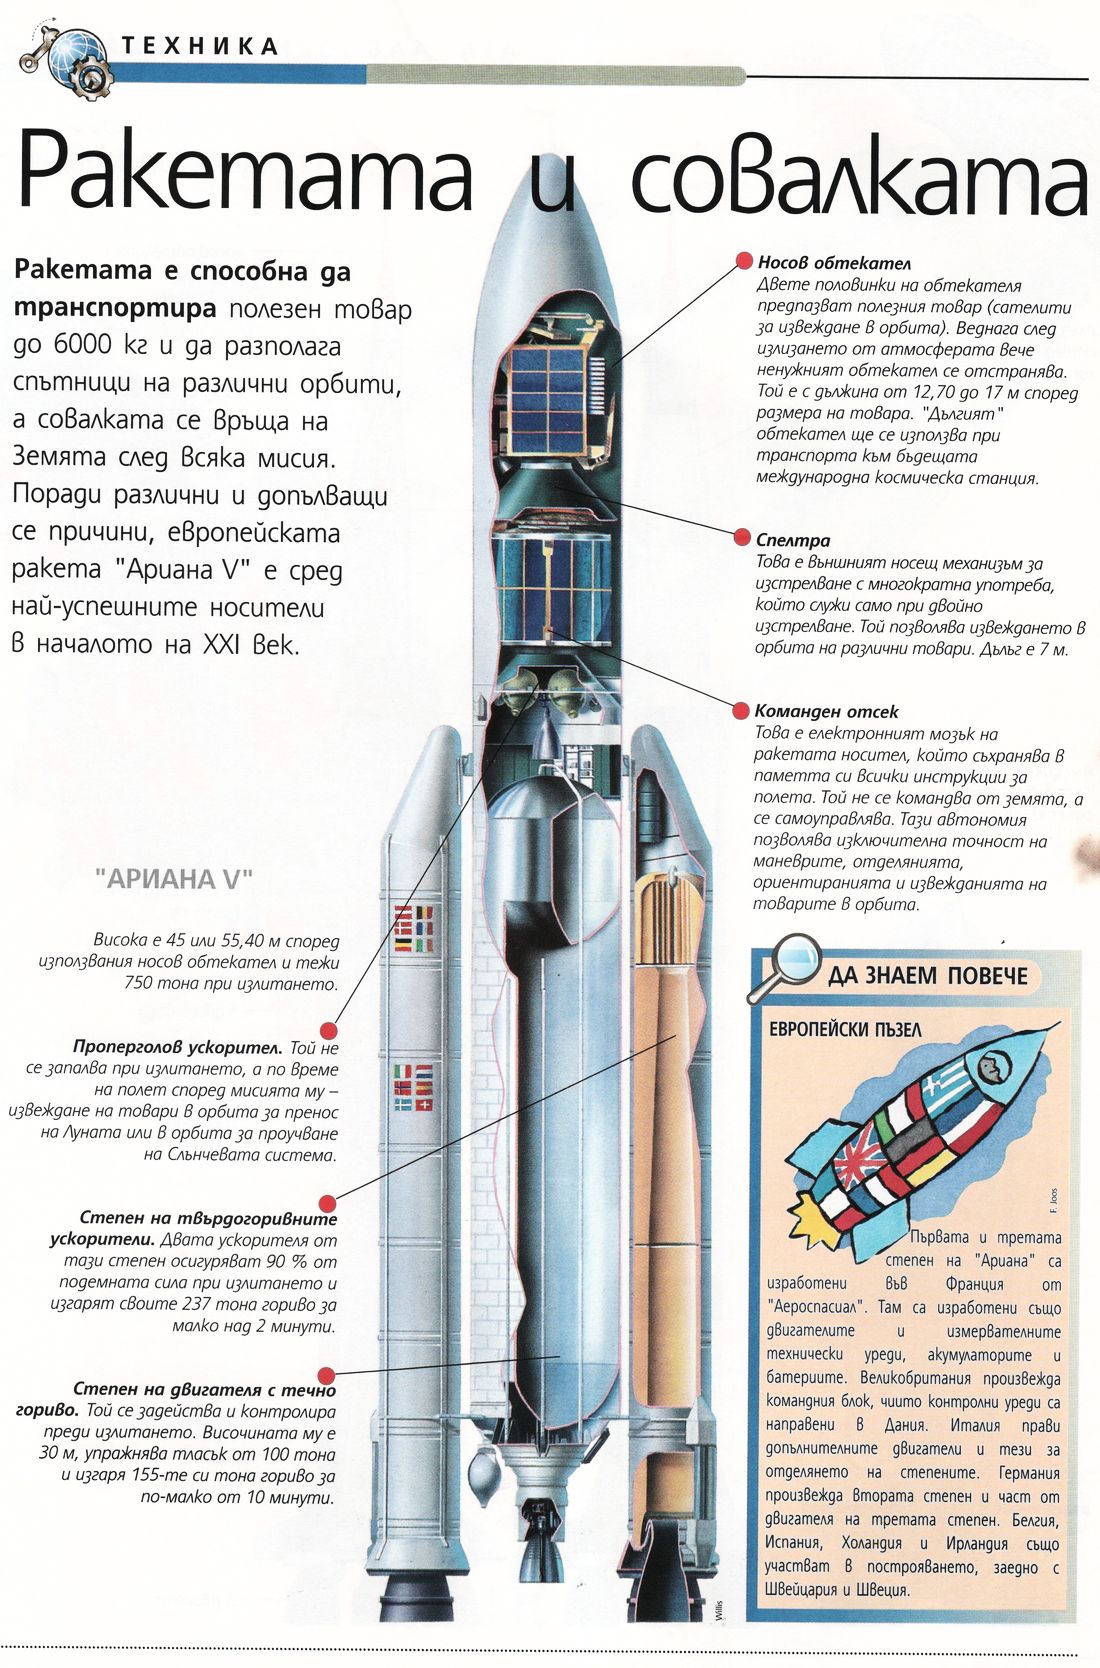 ТЕХНИКА
Ракетата и совалката
Ракетата е способна да
транспортира полезен товар
до 6000 кг и да разполага
спътници на различни орбити,
а совалката се връща на
Земята след всяка мисия.
Поради различни и допълващи
се причини, европейската
ракета "Ариана V" е сред
най-успешните носители
в началото на XXI век.
"АРИАНА V"
Висока е 45 или 55,40 м според
използвания носов обтекател и тежи
750 тона при излитането.
Проперголов ускорител. Той не
се запалва при излитането, а по време
на полет според мисията му –
извеждане на товари в орбита за пренос
на Луната или в орбита за проучване
на Слънчевата система.
Степен на твърдогоривните
ускорители. Двата ускорителя от
тази степен осигуряват 90 % от
подемната сила при излитането и
изгарят своите 237 тона гориво за
малко над 2 минути.
Степен на двигателя с течно
гориво. Той се задейства и контролира
преди излитането. Височината му е
30 м, упражнява тласък от 100 тона
и изгаря 155-те си тона гориво за
по-малко от 10 минути.
Носов обтекател
Двете половинки на обтекателя
предпазват полезния товар (сателити
за извеждане в орбита). Веднага след
излизането от атмосферата вече
ненужният обтекател се отстранява.
Той е с дължина от 12,70 до 17 м според
размера на товара. "Дългият"
обтекател ще се използва при
транспорта към бъдещата
международна космическа станция.
Спелтра
Това е външният носещ механизъм за
изстрелване с многократна употреба,
който служи само при двойно
изстрелване. Той позволява извеждането в
орбита на различни товари. Дълъг е 7 м.
Команден отсек
Това е електронният мозък на
ракетата носител, който съхранява в
паметта си всички инструкции за
полета. Той не се командва от земята, а
се самоуправлява. Тази автономия
позволява изключителна точност на
маневрите, отделянията,
ориентиранията и извежданията на
товарите в орбита.
ДА ЗНАЕМ ПОВЕЧЕ
ЕВРОПЕЙСКИ ПЪЗЕЛ
F. Joos
Първата и третата
степен на "Ариана" са
изработени във Франция от
"Аероспасиал". Там са изработени също
двигателите и измервателните
технически уреди, акумулаторите и
батериите. Великобритания произвежда
командния блок, чиито контролни уреди са
направени в Дания. Италия прави
допълнителните двигатели и тези за
отделянето на степените. Германия
произвежда втората степен и част от
двигателя на третата степен. Белгия,
Испания, Холандия и Ирландия също
участват в построяването, заедно с
Швейцария и Швеция.
Willis